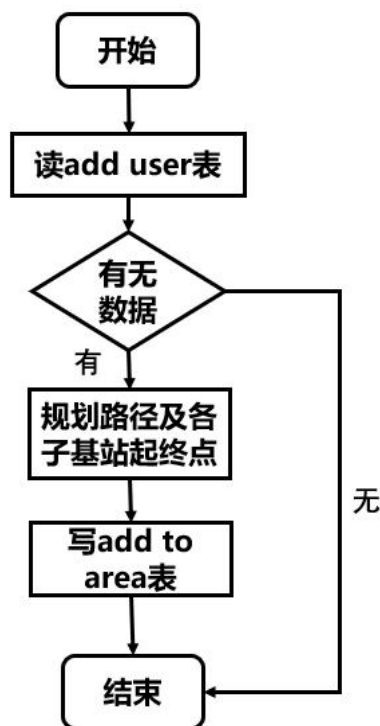 开始
读add user表
有无
数据
有
规划路径及各
子基站起终点
无
写add to
area表
结束